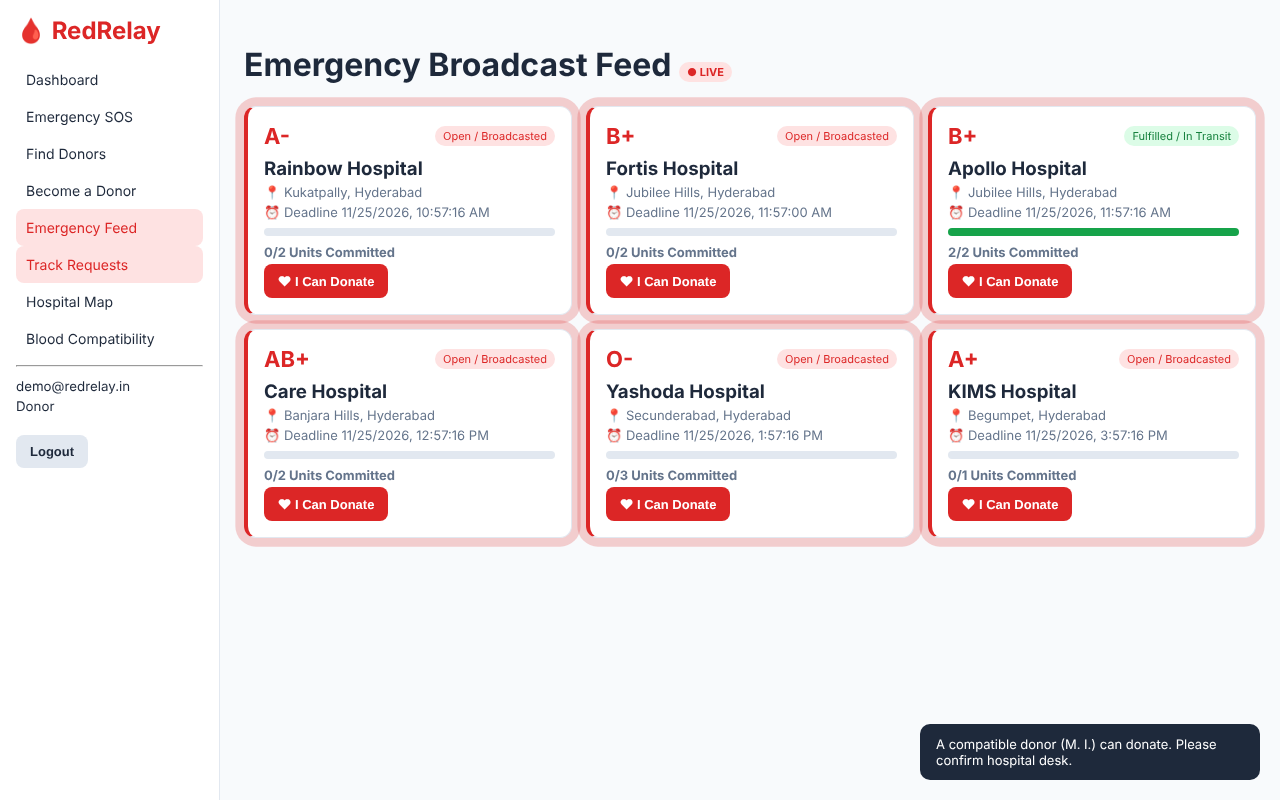 RedRelay
Dashboard
Emergency SOS
Find Donors
Become a Donor
Emergency Feed
Track Requests
Hospital Map
Blood Compatibility
demo@redrelay.in
Donor
Logout
Emergency Broadcast Feed
LIVE
A-
Open / Broadcasted
Rainbow Hospital
Kukatpally, Hyderabad
Deadline 11/25/2026, 10:57:16 AM
0/2 Units Committed
I Can Donate
B+
Open / Broadcasted
Fortis Hospital
Jubilee Hills, Hyderabad
Deadline 11/25/2026, 11:57:00 AM
0/2 Units Committed
I Can Donate
B+
Fulfilled / In Transit
Apollo Hospital
Jubilee Hills, Hyderabad
Deadline 11/25/2026, 11:57:16 AM
2/2 Units Committed
I Can Donate
AB+
Open / Broadcasted
Care Hospital
Banjara Hills, Hyderabad
Deadline 11/25/2026, 12:57:16 PM
0/2 Units Committed
I Can Donate
O-
Open / Broadcasted
Yashoda Hospital
Secunderabad, Hyderabad
Deadline 11/25/2026, 1:57:16 PM
0/3 Units Committed
I Can Donate
A+
Open / Broadcasted
KIMS Hospital
Begumpet, Hyderabad
Deadline 11/25/2026, 3:57:16 PM
0/1 Units Committed
I Can Donate
A compatible donor (M. I.) can donate. Please
confirm hospital desk.